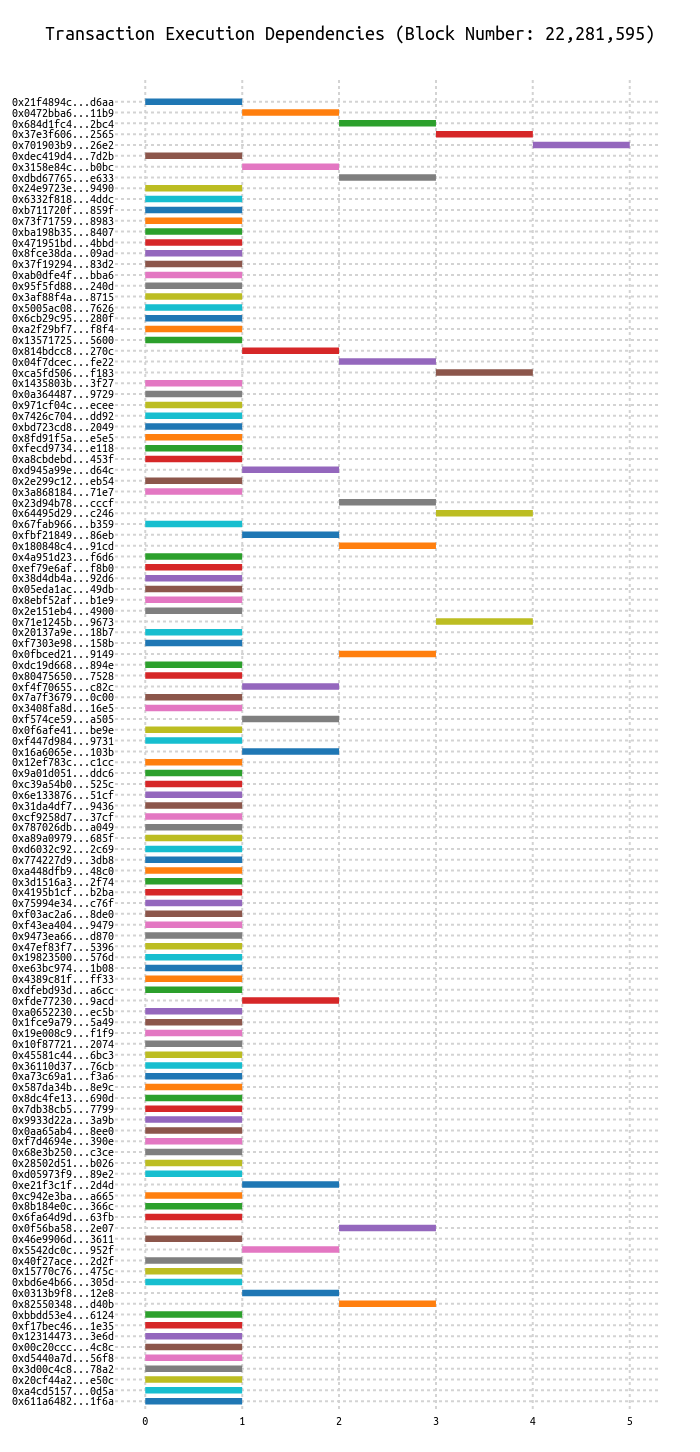 Transaction Execution Dependencies (Block Number: 22,281,595)
0x21f4894c...d6aa
0x0472bba6...11b9
0x684d1fc4...2bc4
0x37e3f606...2565
0x701903b9...26e2
0xdec419d4...7d2b
0x3158e84c...b0bc
0xdbd67765...e633
0x24e9723e...9490
0x6332f818...4ddc
0xb711720f...859f
0x73f71759...8983
0xba198b35...8407
0x471951bd...4bbd
0x8fce38da...09ad
0x37f19294...83d2
0xab0dfe4f...bba6
0x95f5fd88...240d
0x3af88f4a...8715
0x5005ac08...7626
0x6cb29c95...280f
0xa2f29bf7...f8f4
0x13571725...5600
0x814bdcc8...270c
0x04f7dcec...fe22
0xca5fd506...f183
0x1435803b...3f27
0x0a364487...9729
0x971cf04c...ecee
0x7426c704...dd92
0xbd723cd8...2049
0x8fd91f5a...e5e5
0xfecd9734...e118
0xa8cbdebd...453f
0xd945a99e...d64c
0x2e299c12...eb54
0x3a868184...71e7
0x23d94b78...cccf
0x64495d29...c246
0x67fab966...b359
0xfbf21849...86eb
0x180848c4...91cd
0x4a951d23...f6d6
0xef79e6af...f8b0
0x38d4db4a...92d6
0x05eda1ac...49db
0x8ebf52af...b1e9
0x2e151eb4...4900
0x71e1245b...9673
0x20137a9e...18b7
0xf7303e98...158b
0x0fbced21...9149
0xdc19d668...894e
0x80475650...7528
0xf4f70655...c82c
0x7a7f3679...0c00
0x3408fa8d...16e5
0xf574ce59...a505
0x0f6afe41...be9e
0xf447d984...9731
0x16a6065e...103b
0x12ef783c...c1cc
0x9a01d051...ddc6
0xc39a54b0...525c
0x6e133876...51cf
0x31da4df7...9436
0xcf9258d7...37cf
0x787026db...a049
0xa89a0979...685f
0xd6032c92...2c69
0x774227d9...3db8
0xa448dfb9...48c0
0x3d1516a3...2f74
0x4195b1cf...b2ba
0x75994e34...c76f
0xf03ac2a6...8de0
0xf43ea404...9479
0x9473ea66...d870
0x47ef83f7...5396
0x19823500...576d
0xe63bc974...1b08
0x4389c81f...ff33
0xdfebd93d...a6cc
0xfde77230...9acd
0xa0652230...ec5b
0x1fce9a79...5a49
0x19e008c9...f1f9
0x10f87721...2074
0x45581c44...6bc3
0x36110d37...76cb
0xa73c69a1...f3a6
0x587da34b...8e9c
0x8dc4fe13...690d
0x7db38cb5...7799
0x9933d22a...3a9b
0x0aa65ab4...8ee0
0xf7d4694e...390e
0x68e3b250...c3ce
0x28502d51...b026
0xd05973f9...89e2
0xe21f3c1f...2d4d
0xc942e3ba...a665
0x8b184e0c...366c
0x6fa64d9d...63fb
0x0f56ba58...2e07
0x46e9906d...3611
0x5542dc0c...952f
0x40f27ace...2d2f
0x15770c76...475c
0xbd6e4b66...305d
0x0313b9f8...12e8
0x82550348...d40b
0xbbdd53e4...6124
0xf17bec46...1e35
0x12314473...3e6d
0x00c20ccc...4c8c
0xd5440a7d...56f8
0x3d00c4c8...78a2
0x20cf44a2...e50c
0xa4cd5157...0d5a
0x611a6482...1f6a
0 1 2 3 4 5